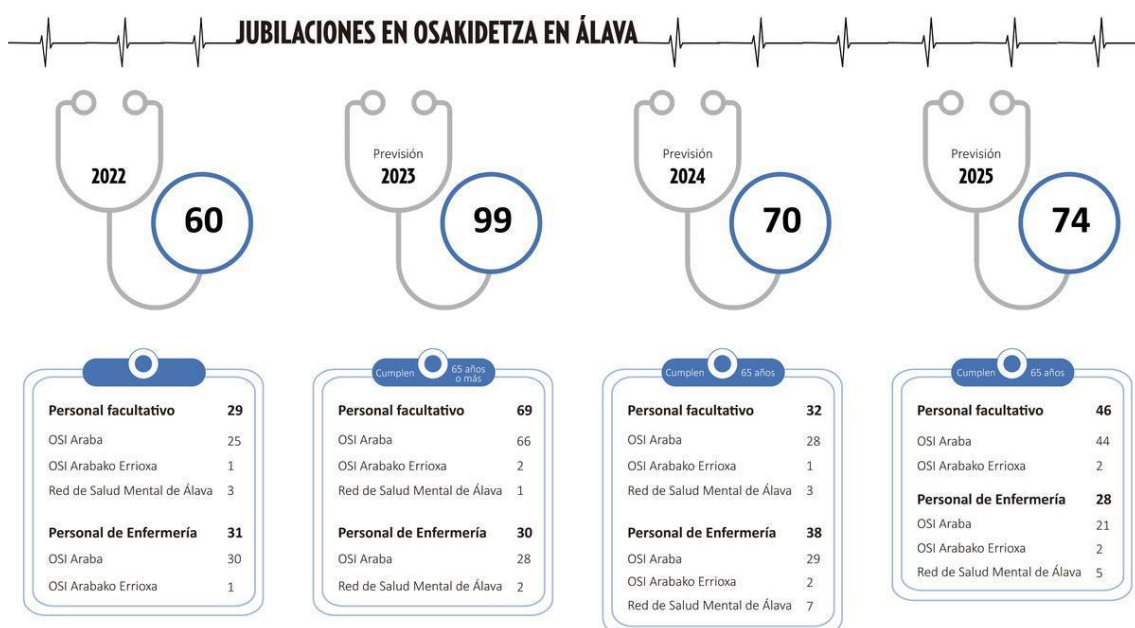 JUBILACIONES EN OSAKIDETZA EN ÁLAVA
2022
60
Previsión
2023
99
Previsión
2024
70
Previsión
2025
74
Personal facultativo 29
OSI Araba 25
OSI Arabako Errioxa 1
Red de Salud Mental de Álava 3
Personal de Enfermería 31
OSI Araba 30
OSI Arabako Errioxa 1
Cumplen 65 años
o más
Personal facultativo 69
OSI Araba 66
OSI Arabako Errioxa 2
Red de Salud Mental de Álava 1
Personal de Enfermería 30
OSI Araba 28
Red de Salud Mental de Álava 2
Cumplen 65 años
Personal facultativo 32
OSI Araba 28
OSI Arabako Errioxa 1
Red de Salud Mental de Álava 3
Personal de Enfermería 38
OSI Araba 29
OSI Arabako Errioxa 2
Red de Salud Mental de Álava 7
Cumplen 65 años
Personal facultativo 46
OSI Araba 44
OSI Arabako Errioxa 2
Personal de Enfermería 28
OSI Araba 21
OSI Arabako Errioxa 2
Red de Salud Mental de Álava 5